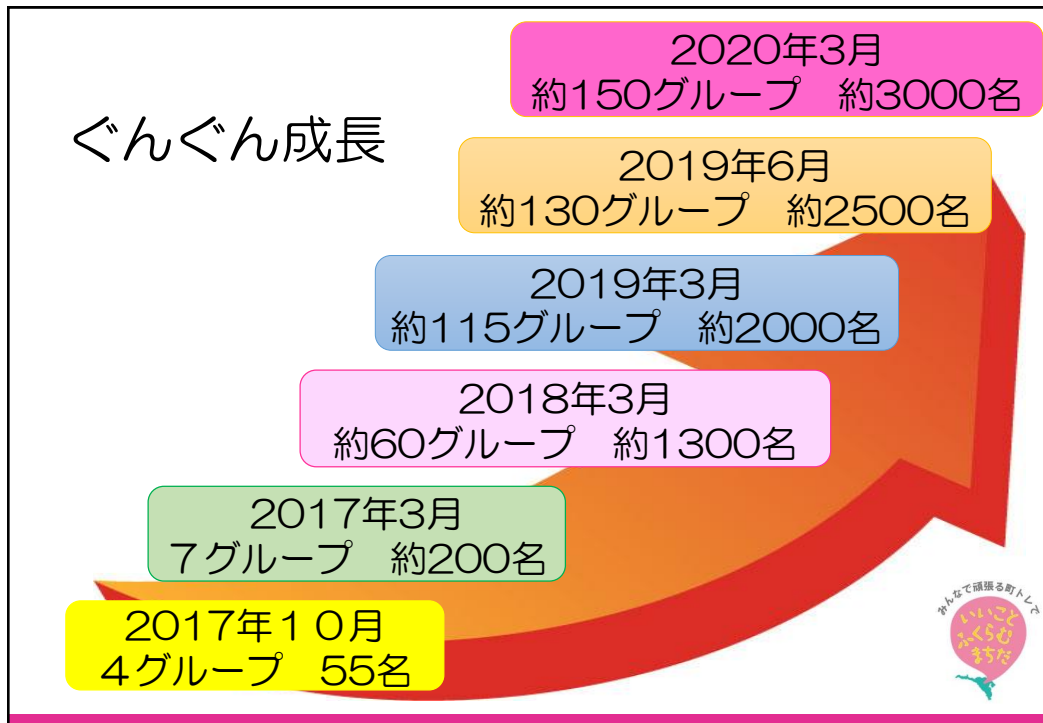 ぐんぐん成長
2020年3月
約150グループ　約3000名
2019年6月
約130グループ　約2500名
2019年3月
約115グループ　約2000名
2018年3月
約60グループ　約1300名
2017年3月
７グループ　約200名
2017年１０月
４グループ　55名
みんなで頑張る町トレで
いいこと
ふくらむ
まちだ